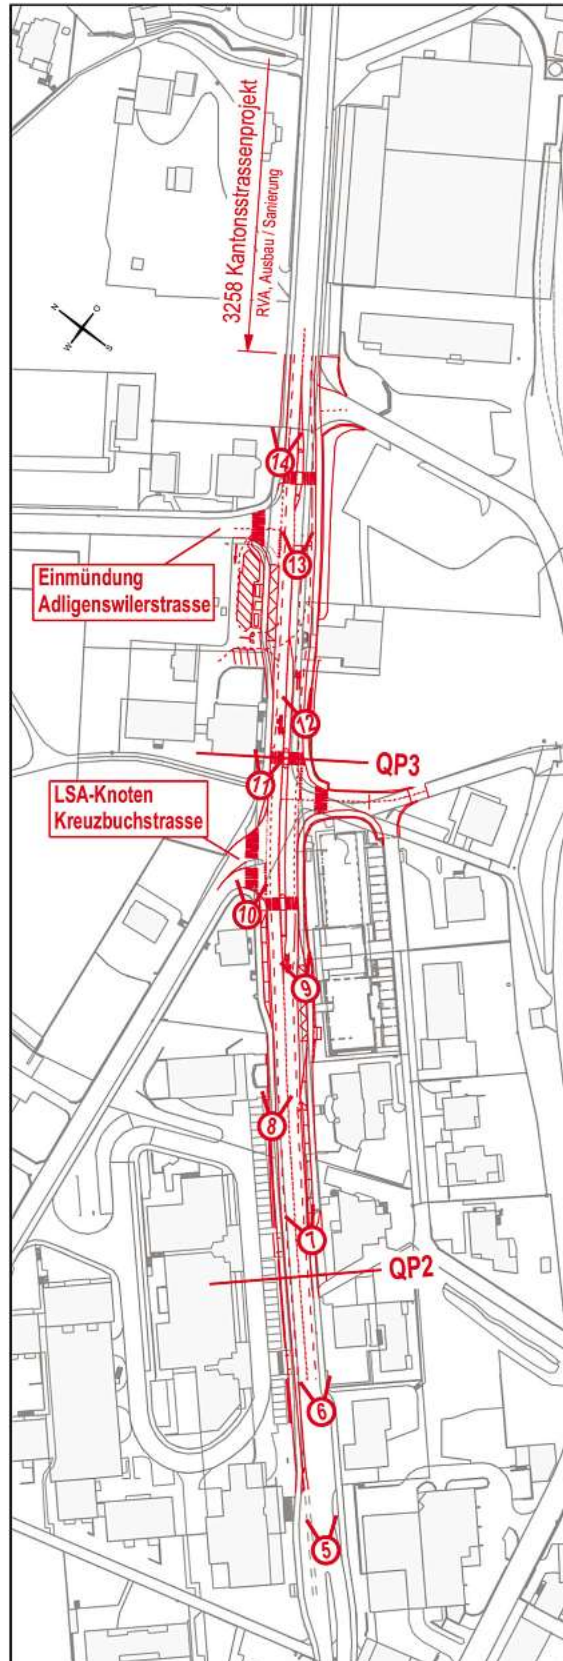 3258 Kantonsstrassenprojekt
RVA, Ausbau / Sanierung
N
O
W
S
14
13
Einmündung
Adligenswilerstrasse
12
QP3
11
LSA-Knoten
Kreuzbuchstrasse
10
9
8
7
QP2
6
5